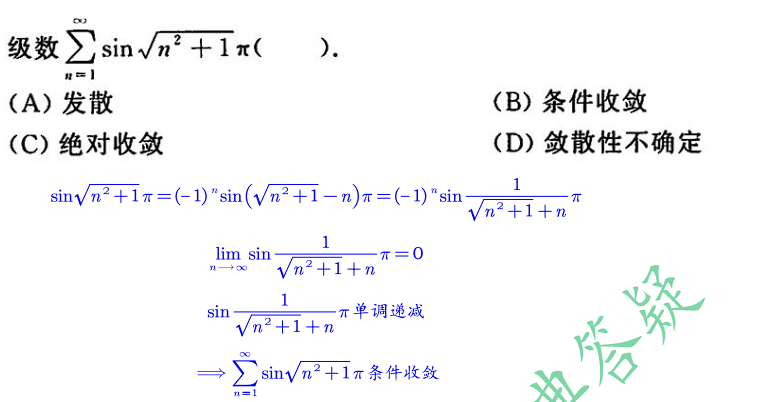 级数 $\sum_{n=1}^{\infty} \sin\sqrt{n^2+1}\pi$( ).
(A) 发散 (B) 条件收敛
(C) 绝对收敛 (D) 敛散性不确定
$\sin\sqrt{n^2+1}\pi=(-1)^n\sin(\sqrt{n^2+1}-n)\pi=(-1)^n\sin\frac{1}{\sqrt{n^2+1}+n}\pi$
$\lim_{n\to\infty}\sin\frac{1}{\sqrt{n^2+1}+n}\pi=0$
$\sin\frac{1}{\sqrt{n^2+1}+n}\pi$ 单调递减
$\Longrightarrow \sum_{n=1}^{\infty}\sin\sqrt{n^2+1}\pi$ 条件收敛
答疑